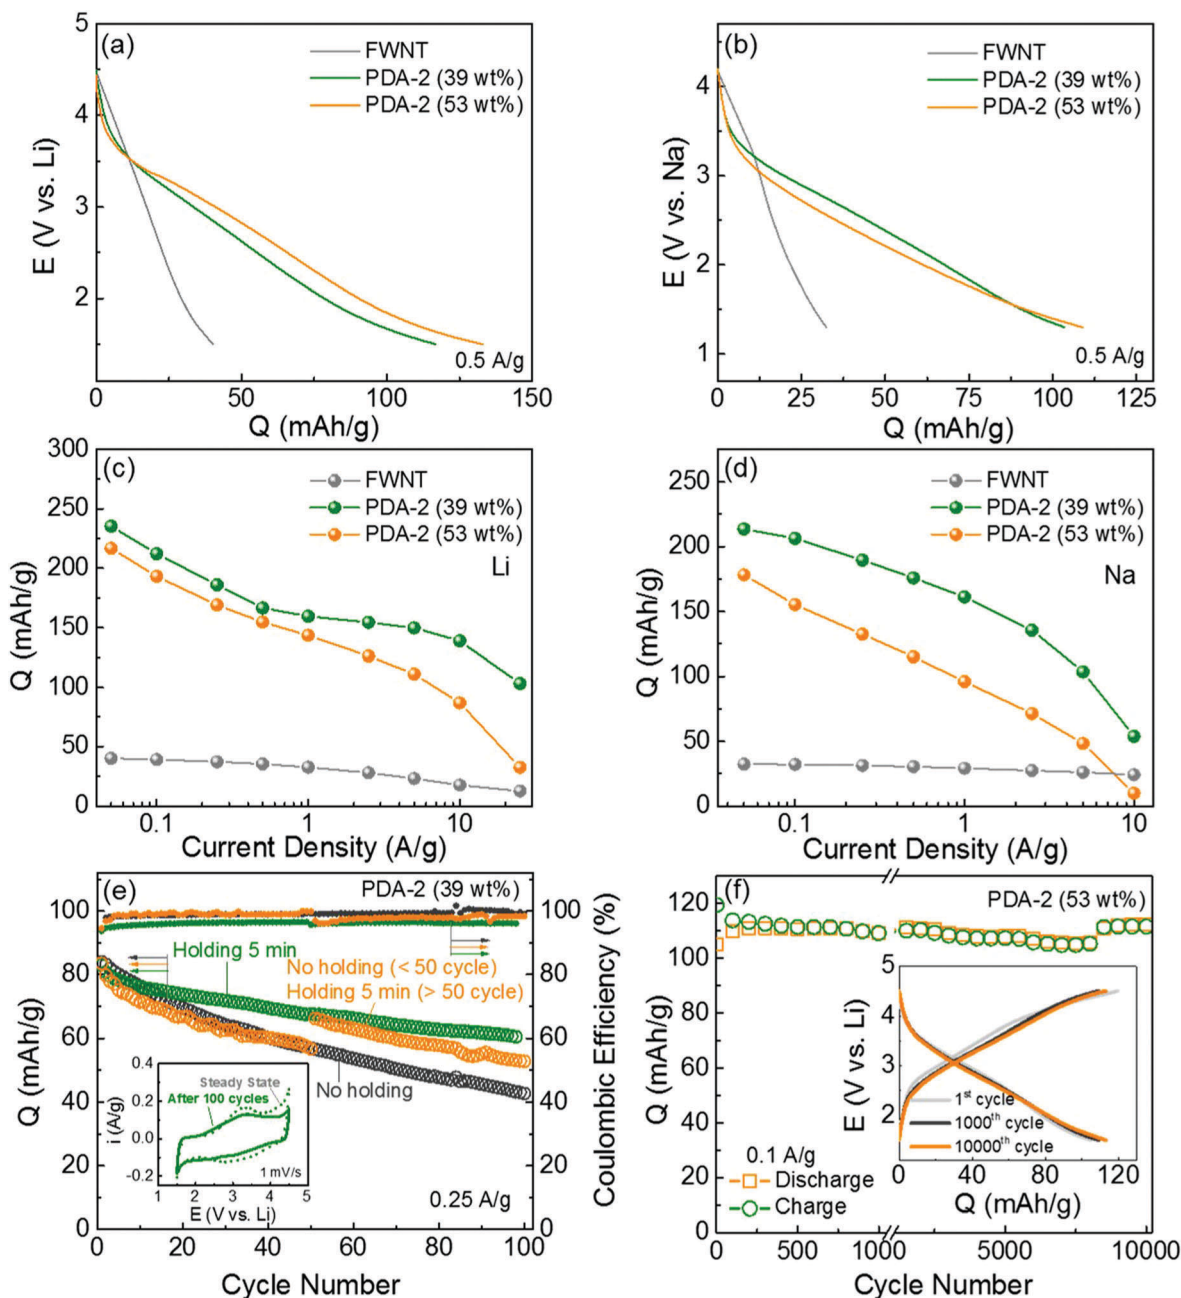 (a)
FWNT
PDA-2 (39 wt%)
PDA-2 (53 wt%)
E (V vs. Li)
5
4
3
2
0.5 A/g
0 50 100 150
Q (mAh/g)
(b)
FWNT
PDA-2 (39 wt%)
PDA-2 (53 wt%)
E (V vs. Na)
4
3
2
1
0.5 A/g
0 25 50 75 100 125
Q (mAh/g)
(c)
FWNT
PDA-2 (39 wt%)
PDA-2 (53 wt%)
Li
Q (mAh/g)
300
250
200
150
100
50
0
0.1 1 10
Current Density (A/g)
(d)
FWNT
PDA-2 (39 wt%)
PDA-2 (53 wt%)
Na
Q (mAh/g)
250
200
150
100
50
0
0.1 1 10
Current Density (A/g)
(e)
PDA-2 (39 wt%)
Holding 5 min
No holding (< 50 cycle)
Holding 5 min (> 50 cycle)
No holding
Q (mAh/g)
100
80
60
40
20
0
Coulombic Efficiency (%)
100
80
60
40
20
0
i (A/g)
0.4
0.2
0.0
-0.2
Steady State
After 100 cycles
1 mV/s
1 2 3 4 5
E (V vs. Li)
0.25 A/g
0 20 40 60 80 100
Cycle Number
(f)
PDA-2 (53 wt%)
Q (mAh/g)
120
100
80
60
40
20
0
E (V vs. Li)
5
4
3
2
1st cycle
1000th cycle
10000th cycle
0 40 80 120
Q (mAh/g)
0.1 A/g
Discharge
Charge
0 500 1000 5000 10000
Cycle Number